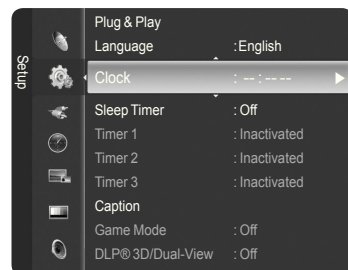 Setup
Plug & Play
Language : English
Clock : -- : -- --
Sleep Timer : Off
Timer 1 : Inactivated
Timer 2 : Inactivated
Timer 3 : Inactivated
Caption
Game Mode : Off
DLP® 3D/Dual-View : Off